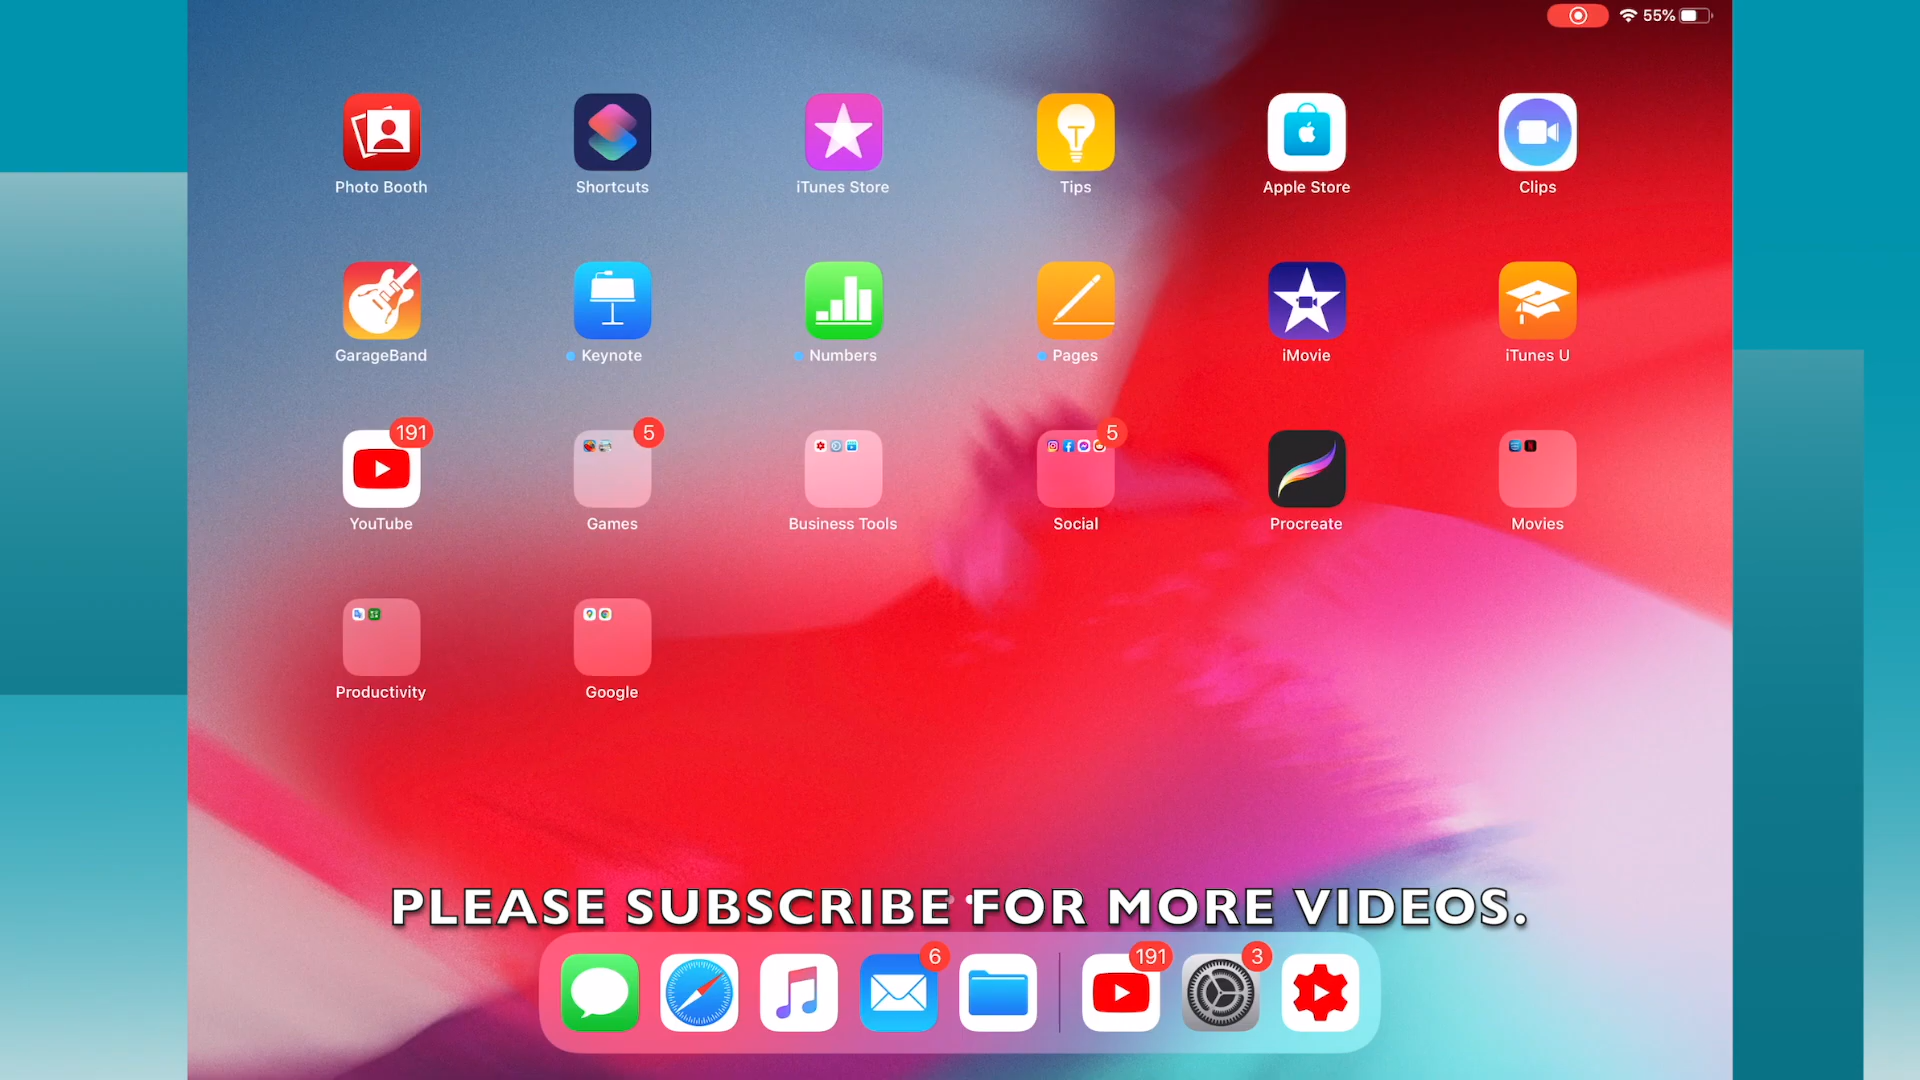 55%
Photo Booth
Shortcuts
iTunes Store
Tips
Apple Store
Clips
GarageBand
Keynote
Numbers
Pages
iMovie
iTunes U
191
5
5
YouTube
Games
Business Tools
Social
Procreate
Movies
Productivity
Google
PLEASE SUBSCRIBE FOR MORE VIDEOS.
6
191
3